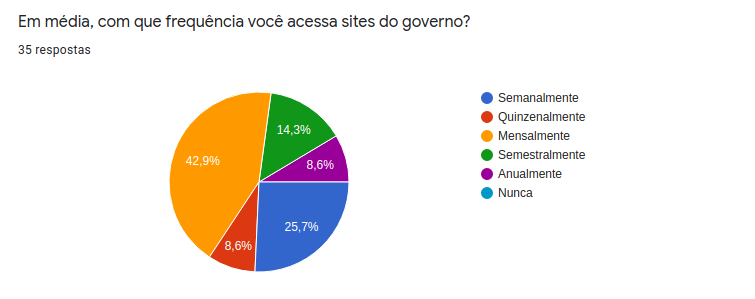 Em média, com que frequência você acessa sites do governo?
35 respostas
14,3%
42,9%
8,6%
25,7%
8,6%
Semanalmente
Quinzenalmente
Mensalmente
Semestralmente
Anualmente
Nunca